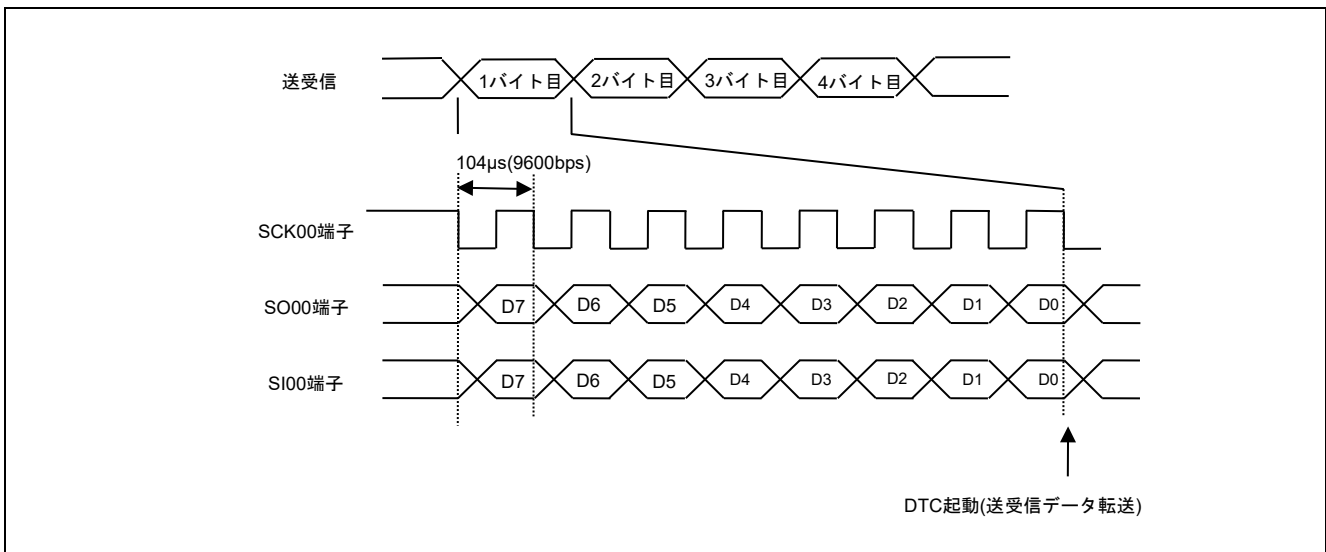 送受信
1バイト目 2バイト目 3バイト目 4バイト目
104µs(9600bps)
SCK00端子
SO00端子
D7 D6 D5 D4 D3 D2 D1 D0
SI00端子
D7 D6 D5 D4 D3 D2 D1 D0
DTC起動(送受信データ転送)